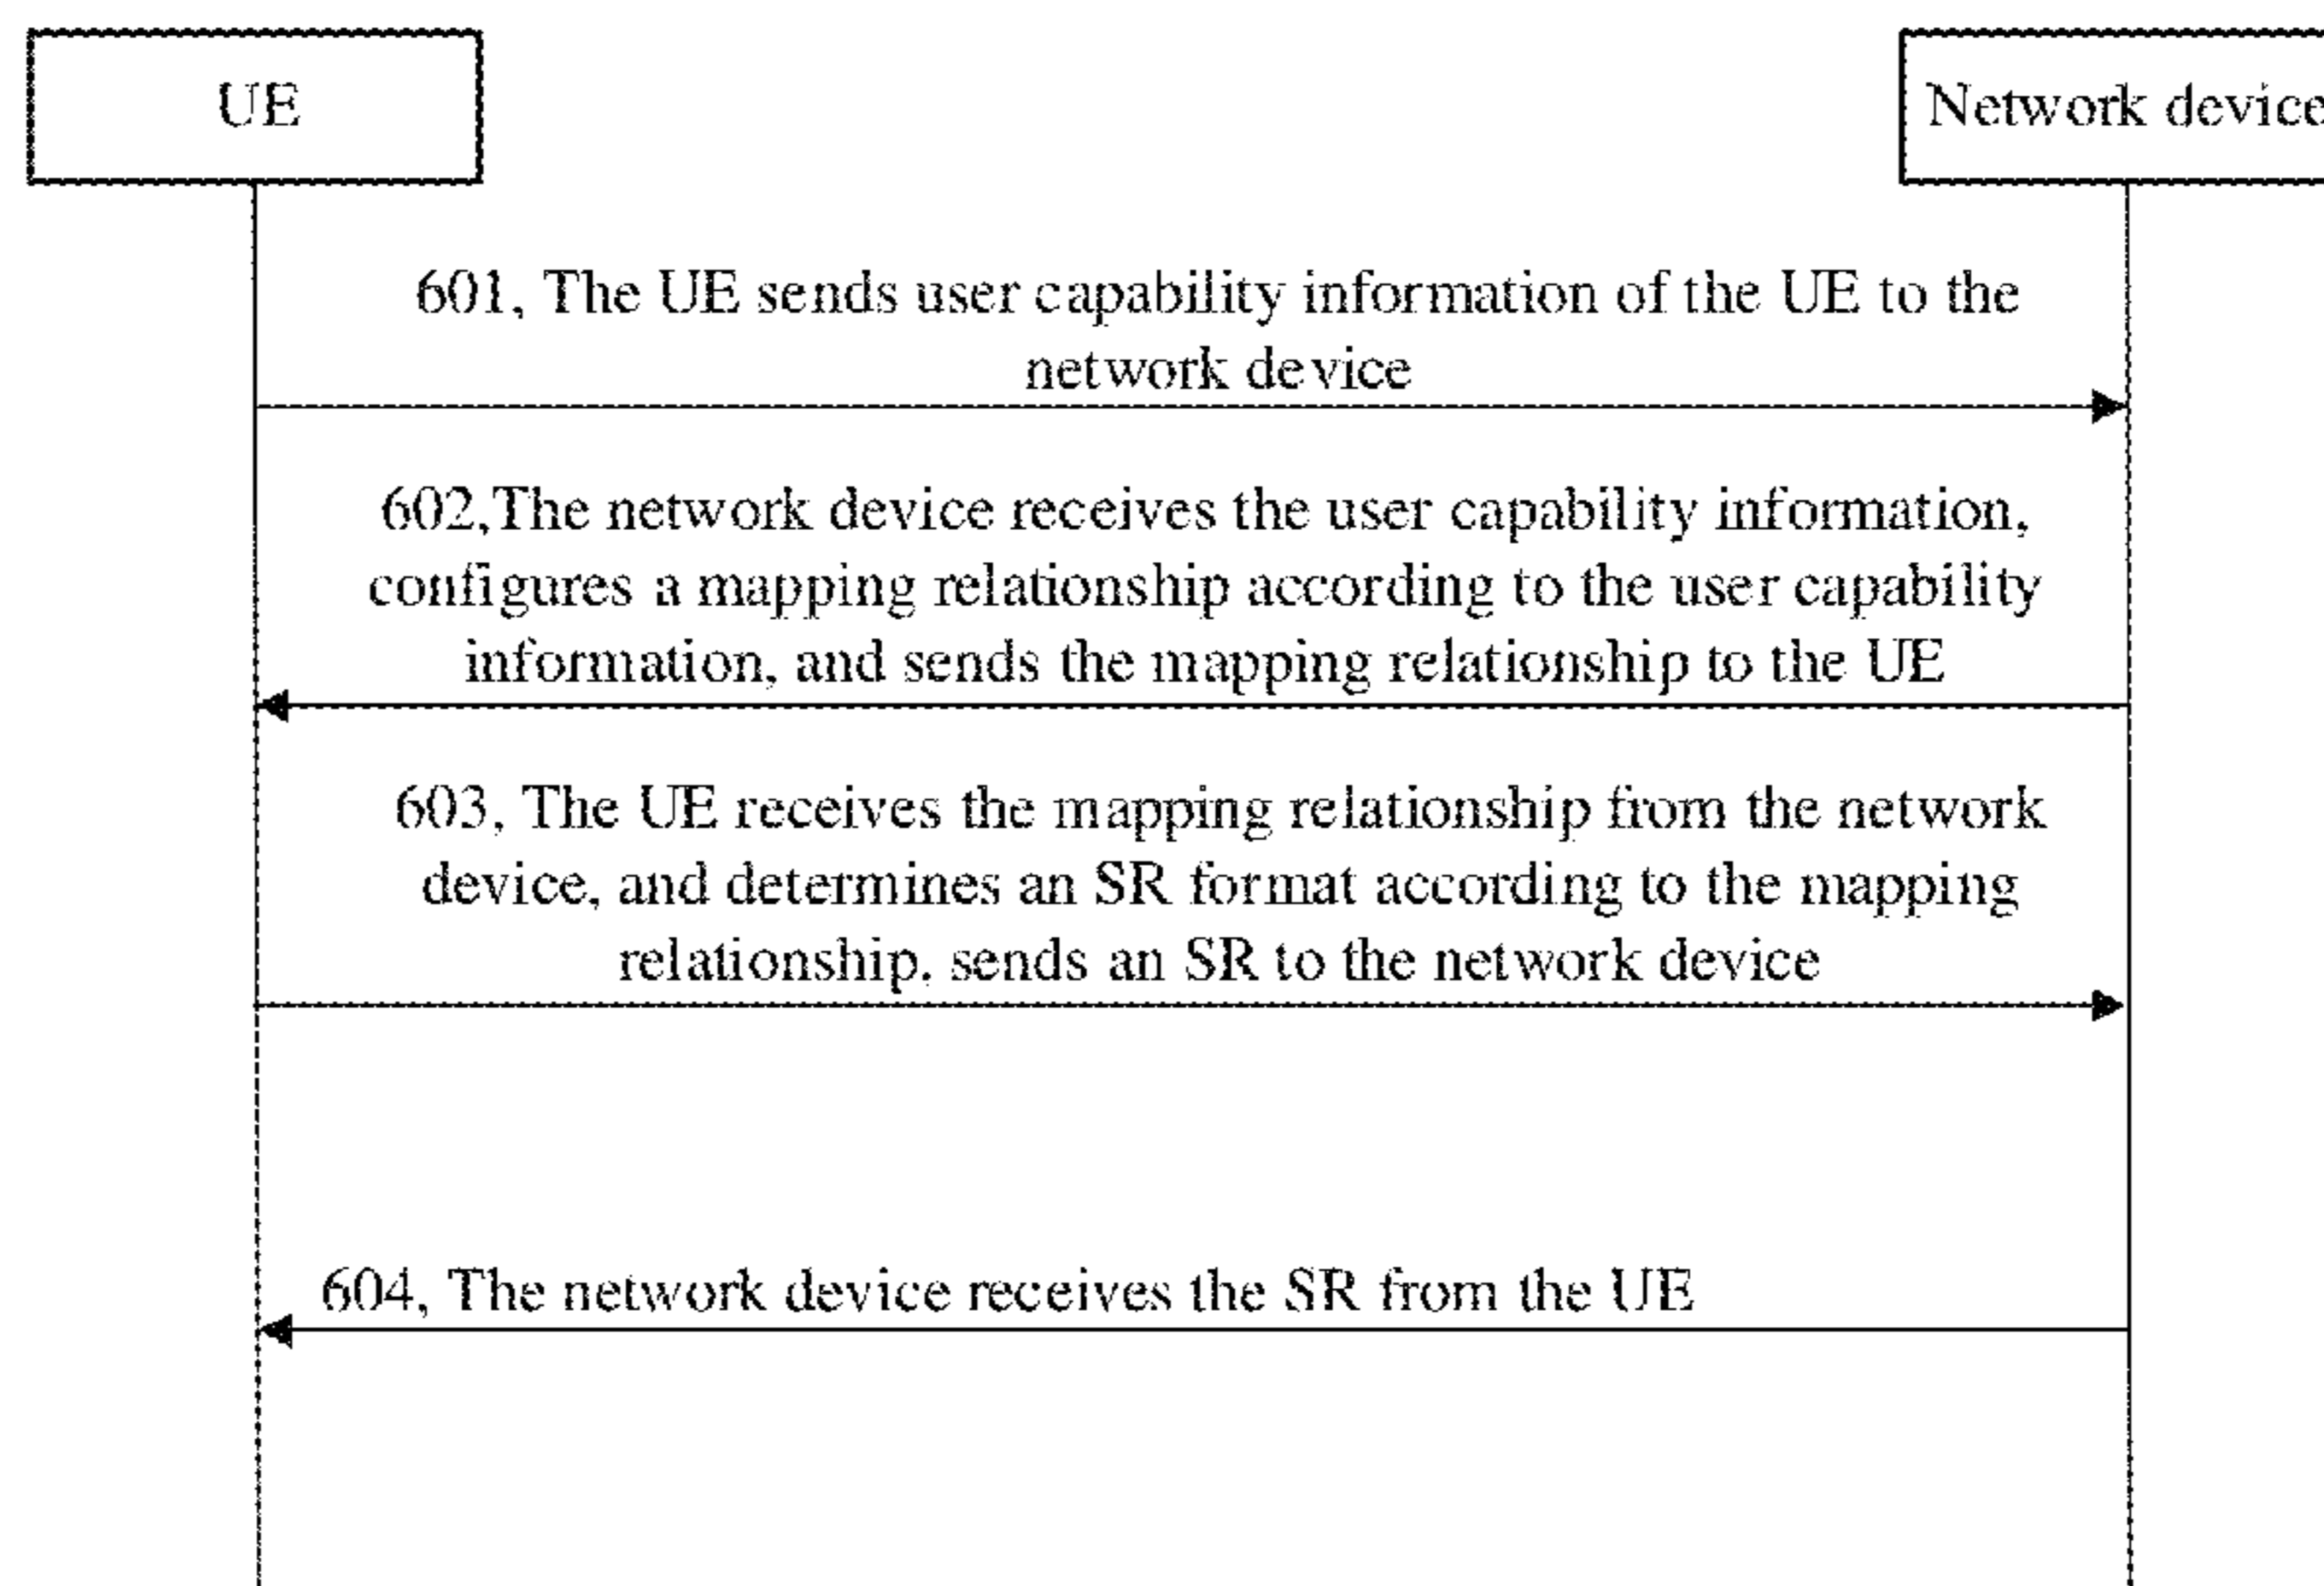 UE
Network device
601, The UE sends user capability information of the UE to the
network device
602,The network device receives the user capability information,
configures a mapping relationship according to the user capability
information, and sends the mapping relationship to the UE
603, The UE receives the mapping relationship from the network
device, and determines an SR format according to the mapping
relationship, sends an SR to the network device
604, The network device receives the SR from the UE